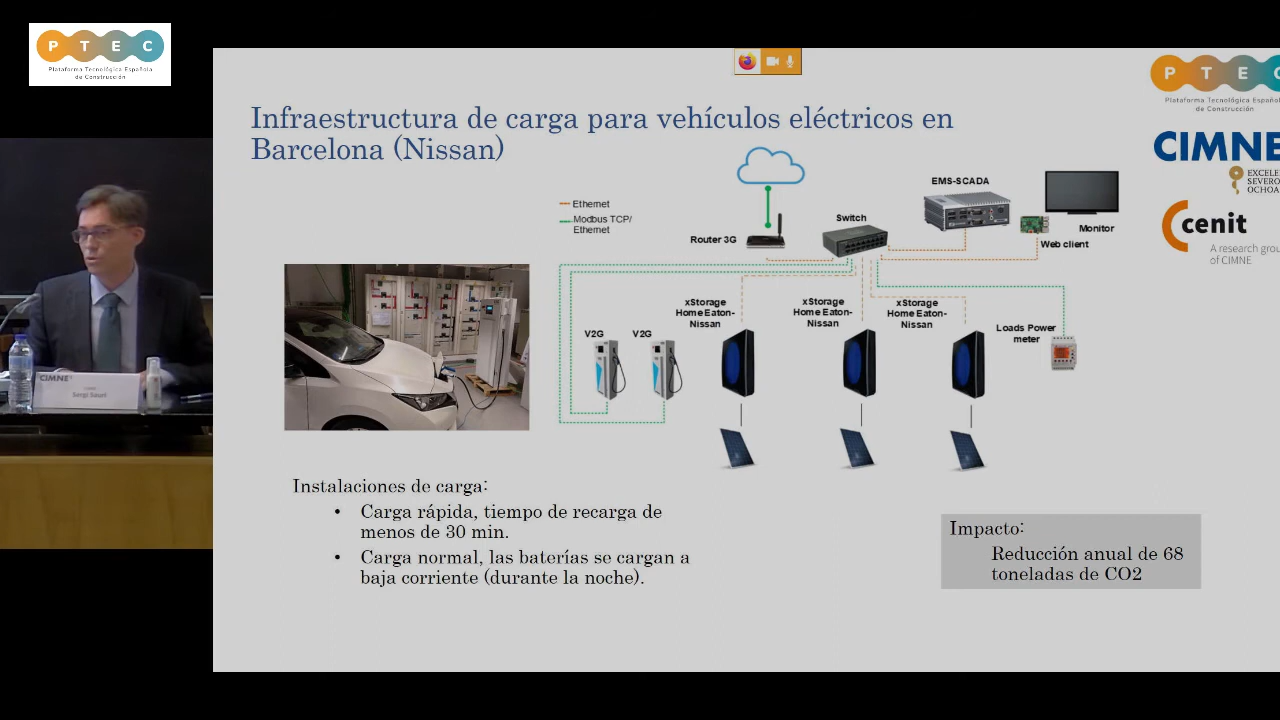 P T E C
Plataforma Tecnológica Española
de Construcción
P T E C
Plataforma Tecnológica Española
de Construcción
Infraestructura de carga para vehículos eléctricos en
Barcelona (Nissan)
CIMNE
EXCELE
SEVERO
OCHOA
cenit
A research grou
of CIMNE
Ethernet
Modbus TCP/
Ethernet
Router 3G
Switch
EMS-SCADA
Monitor
Web client
V2G
V2G
xStorage
Home Eaton-
Nissan
xStorage
Home Eaton-
Nissan
xStorage
Home Eaton-
Nissan
Loads Power
meter
CIMNE
Sergi Saurí
Instalaciones de carga:
• Carga rápida, tiempo de recarga de
menos de 30 min.
• Carga normal, las baterías se cargan a
baja corriente (durante la noche).
Impacto:
Reducción anual de 68
toneladas de CO2